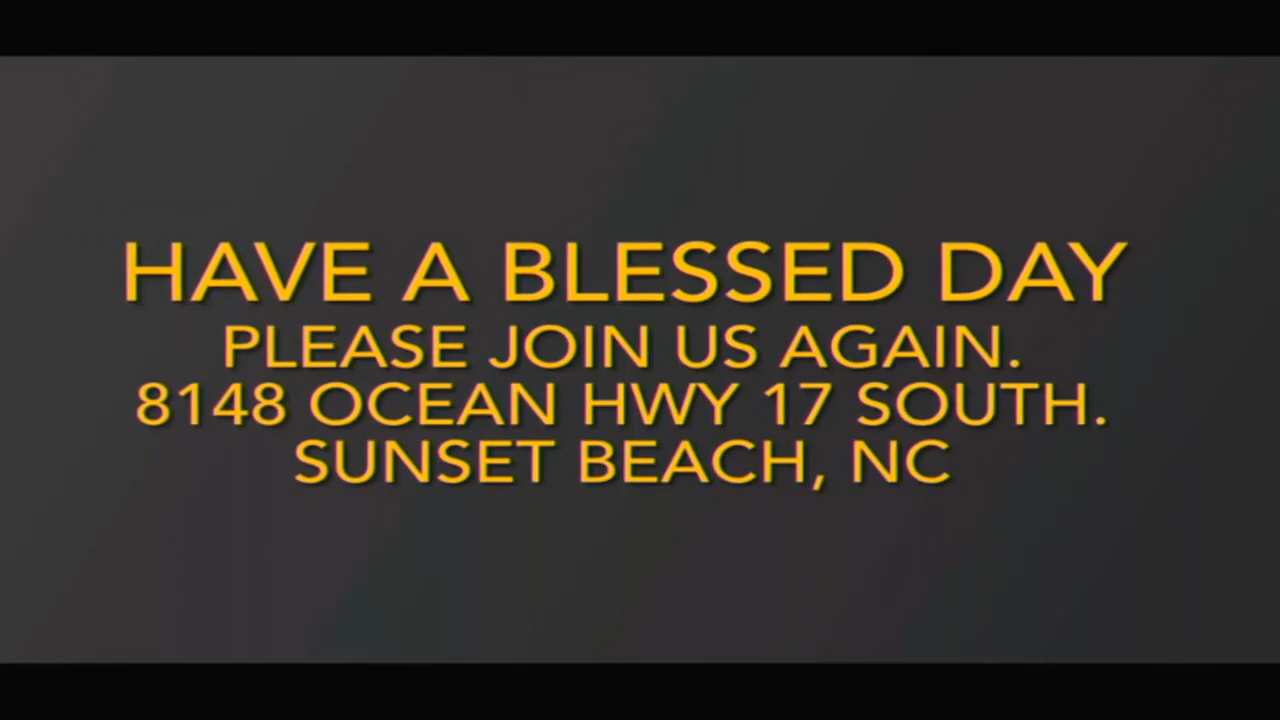 HAVE A BLESSED DAY
PLEASE JOIN US AGAIN.
8148 OCEAN HWY 17 SOUTH.
SUNSET BEACH, NC